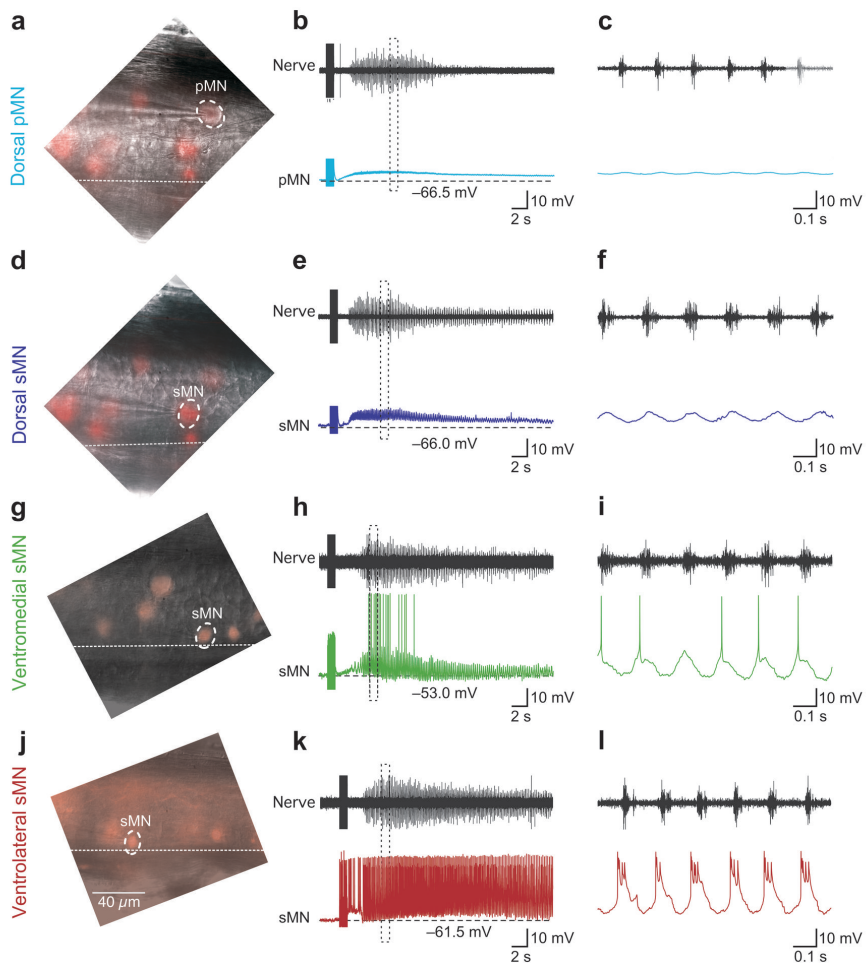 a
b
c
Dorsal pMN
pMN
Nerve
pMN
–66.5 mV
10 mV
2 s
10 mV
0.1 s
d
e
f
Dorsal sMN
sMN
Nerve
sMN
–66.0 mV
10 mV
2 s
10 mV
0.1 s
g
h
i
Ventromedial sMN
sMN
Nerve
sMN
–53.0 mV
10 mV
2 s
10 mV
0.1 s
j
k
l
Ventrolateral sMN
sMN
40 µm
Nerve
sMN
–61.5 mV
10 mV
2 s
10 mV
0.1 s